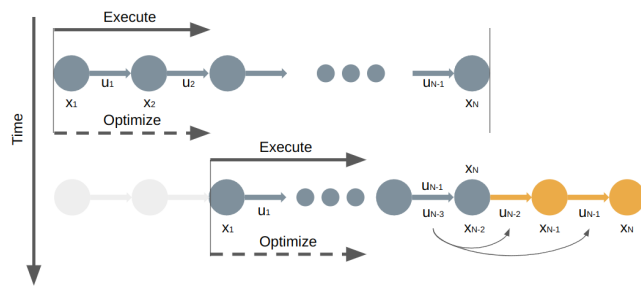 Time
Execute
u1
u2
uN-1
x1
x2
xN
Optimize
Execute
xN
u1
uN-1
uN-3
uN-2
uN-1
x1
xN-2
xN-1
xN
Optimize